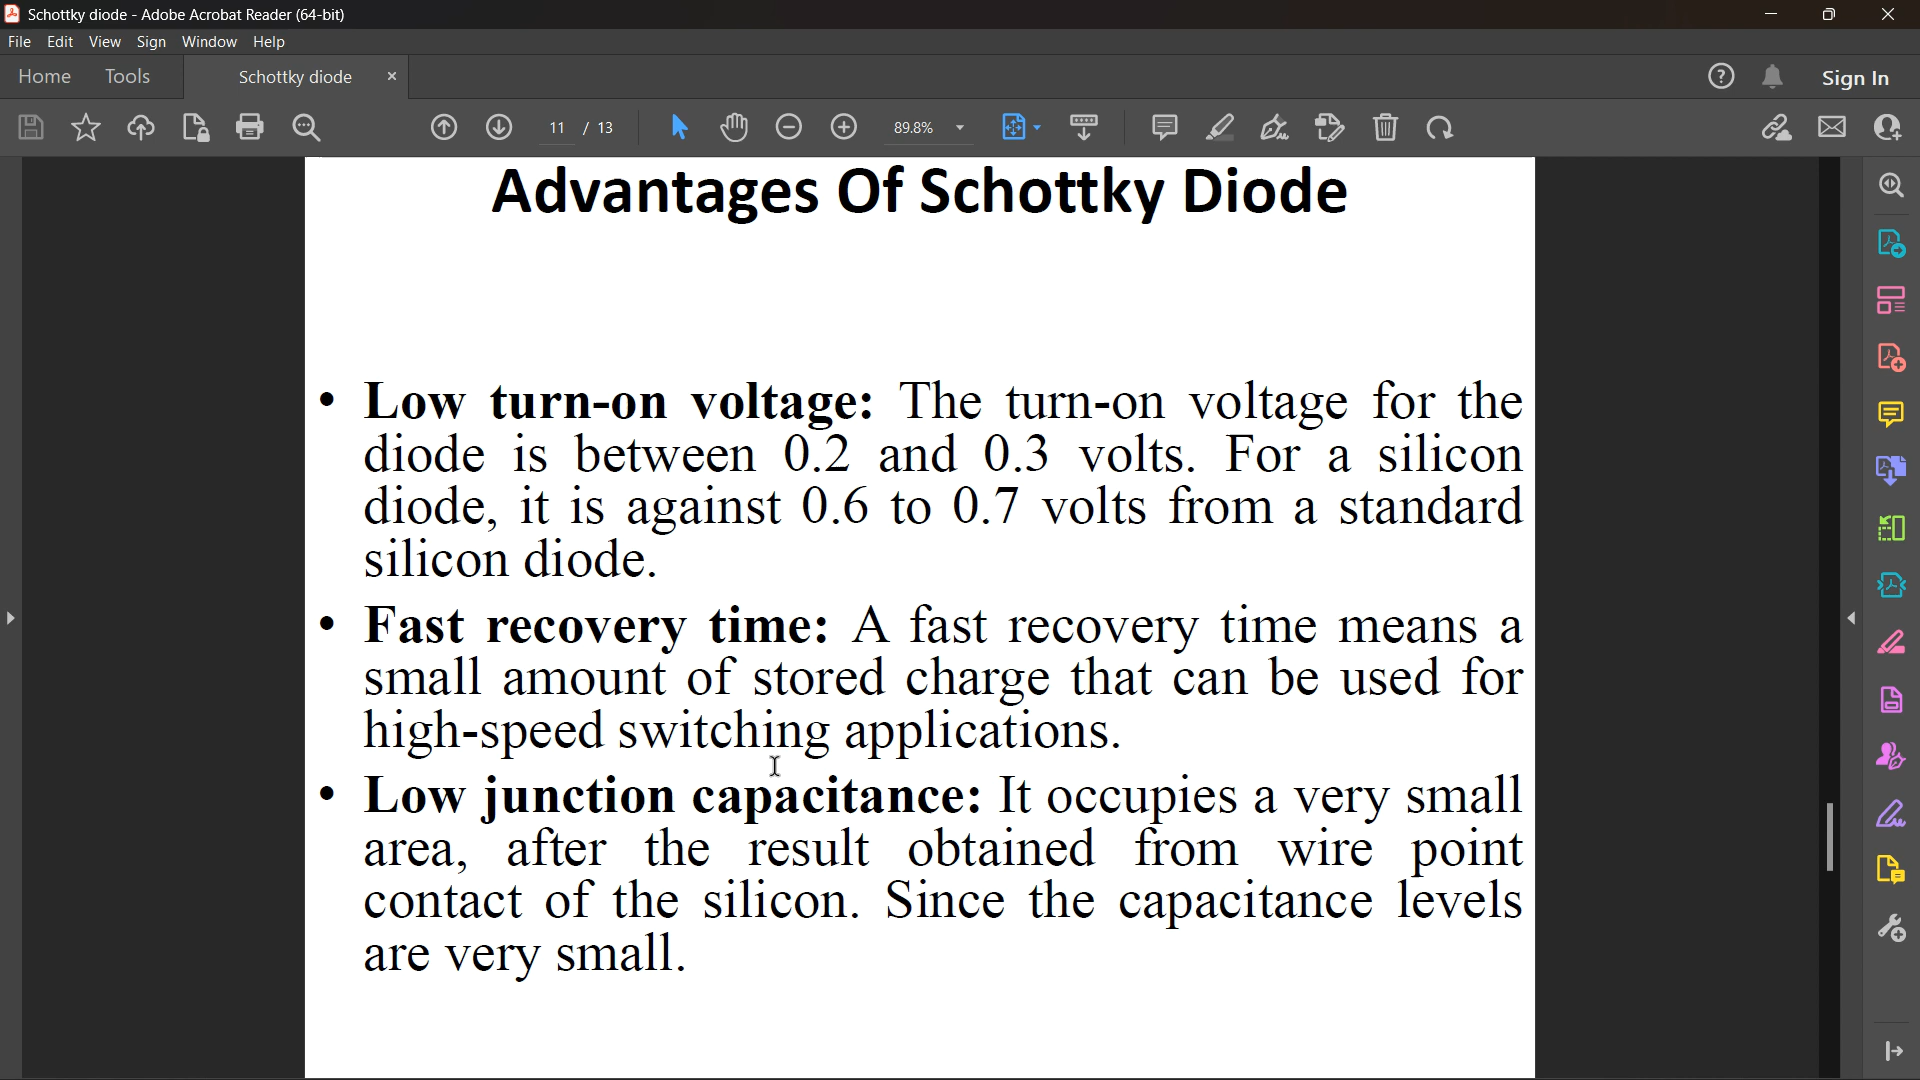 Schottky diode - Adobe Acrobat Reader (64-bit)
File Edit View Sign Window Help
Home Tools Schottky diode Sign In
11 / 13 89.8%
Advantages Of Schottky Diode
• Low turn-on voltage: The turn-on voltage for the
diode is between 0.2 and 0.3 volts. For a silicon
diode, it is against 0.6 to 0.7 volts from a standard
silicon diode.
• Fast recovery time: A fast recovery time means a
small amount of stored charge that can be used for
high-speed switching applications.
• Low junction capacitance: It occupies a very small
area, after the result obtained from wire point
contact of the silicon. Since the capacitance levels
are very small.